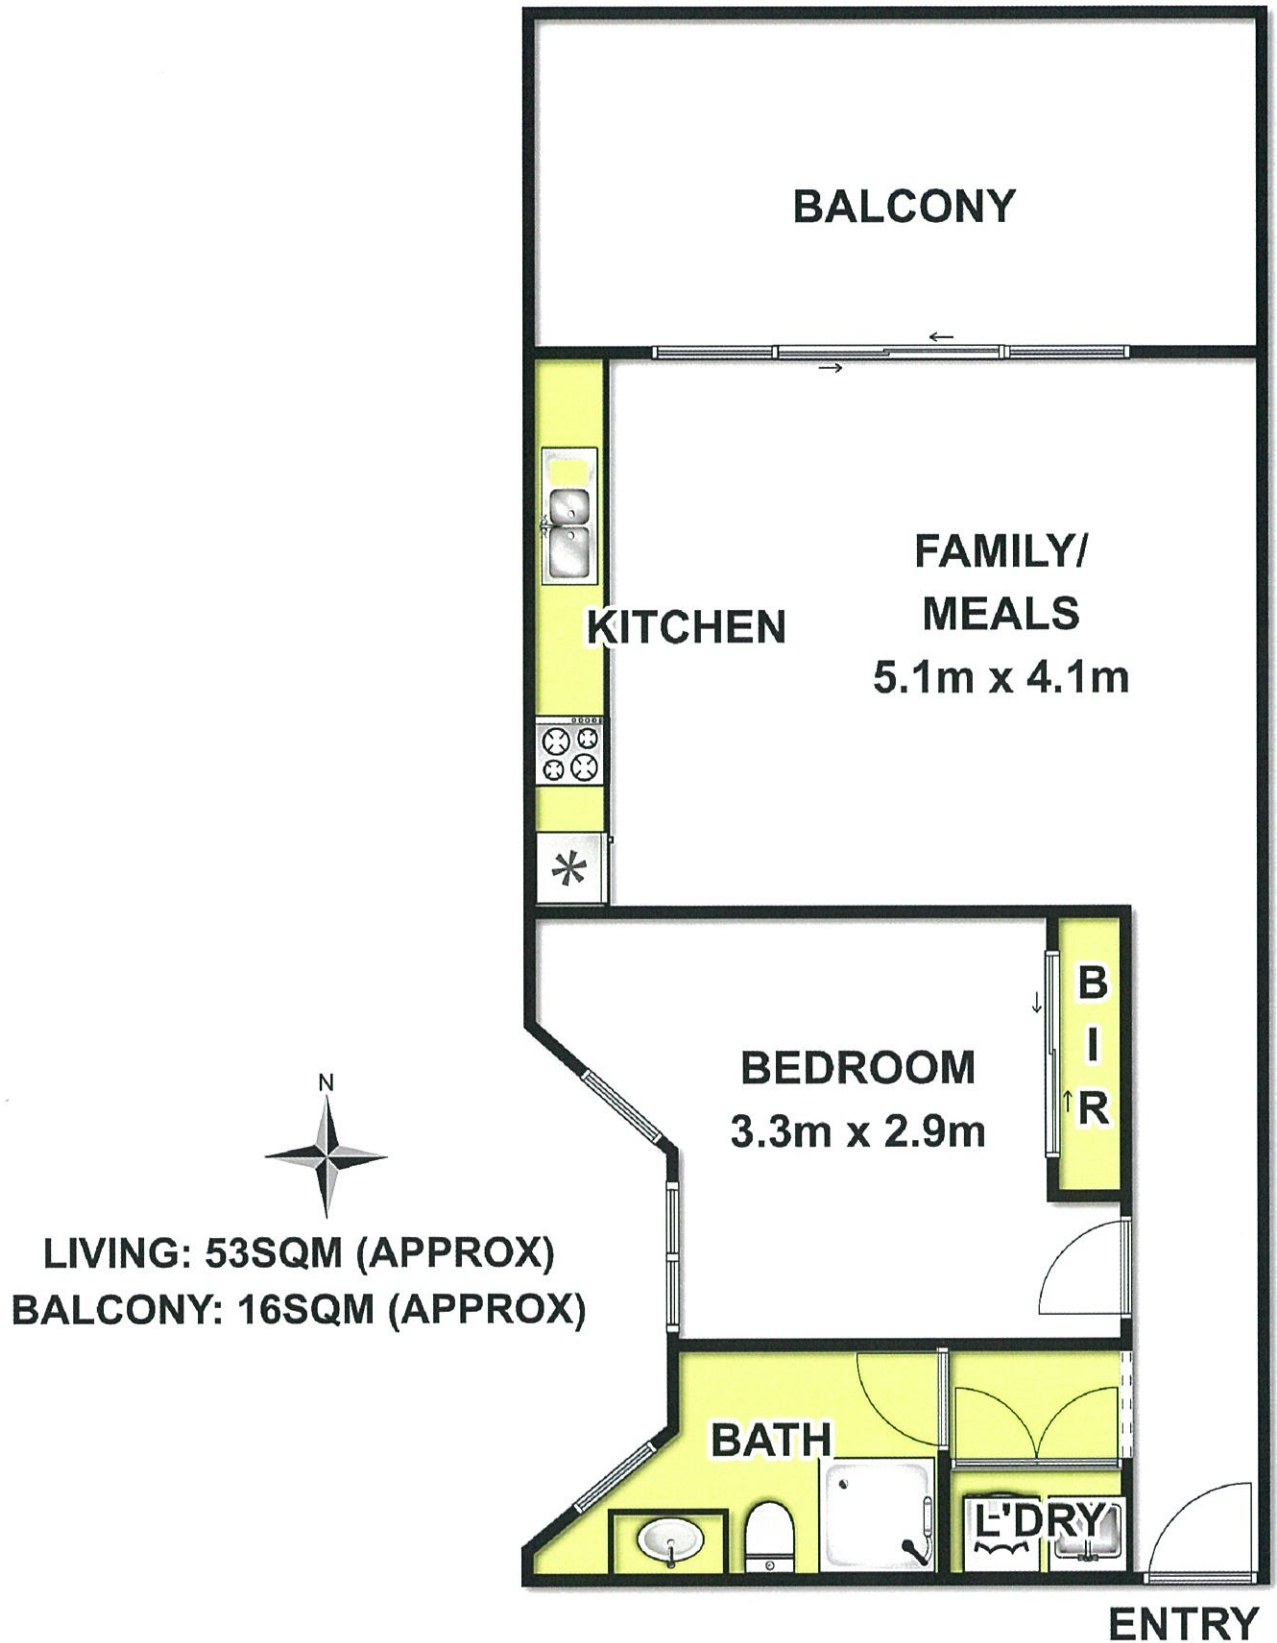 BALCONY
FAMILY/
MEALS
5.1m x 4.1m
KITCHEN
B
I
R
BEDROOM
3.3m x 2.9m
N
LIVING: 53SQM (APPROX)
BALCONY: 16SQM (APPROX)
BATH
L'DRY
ENTRY